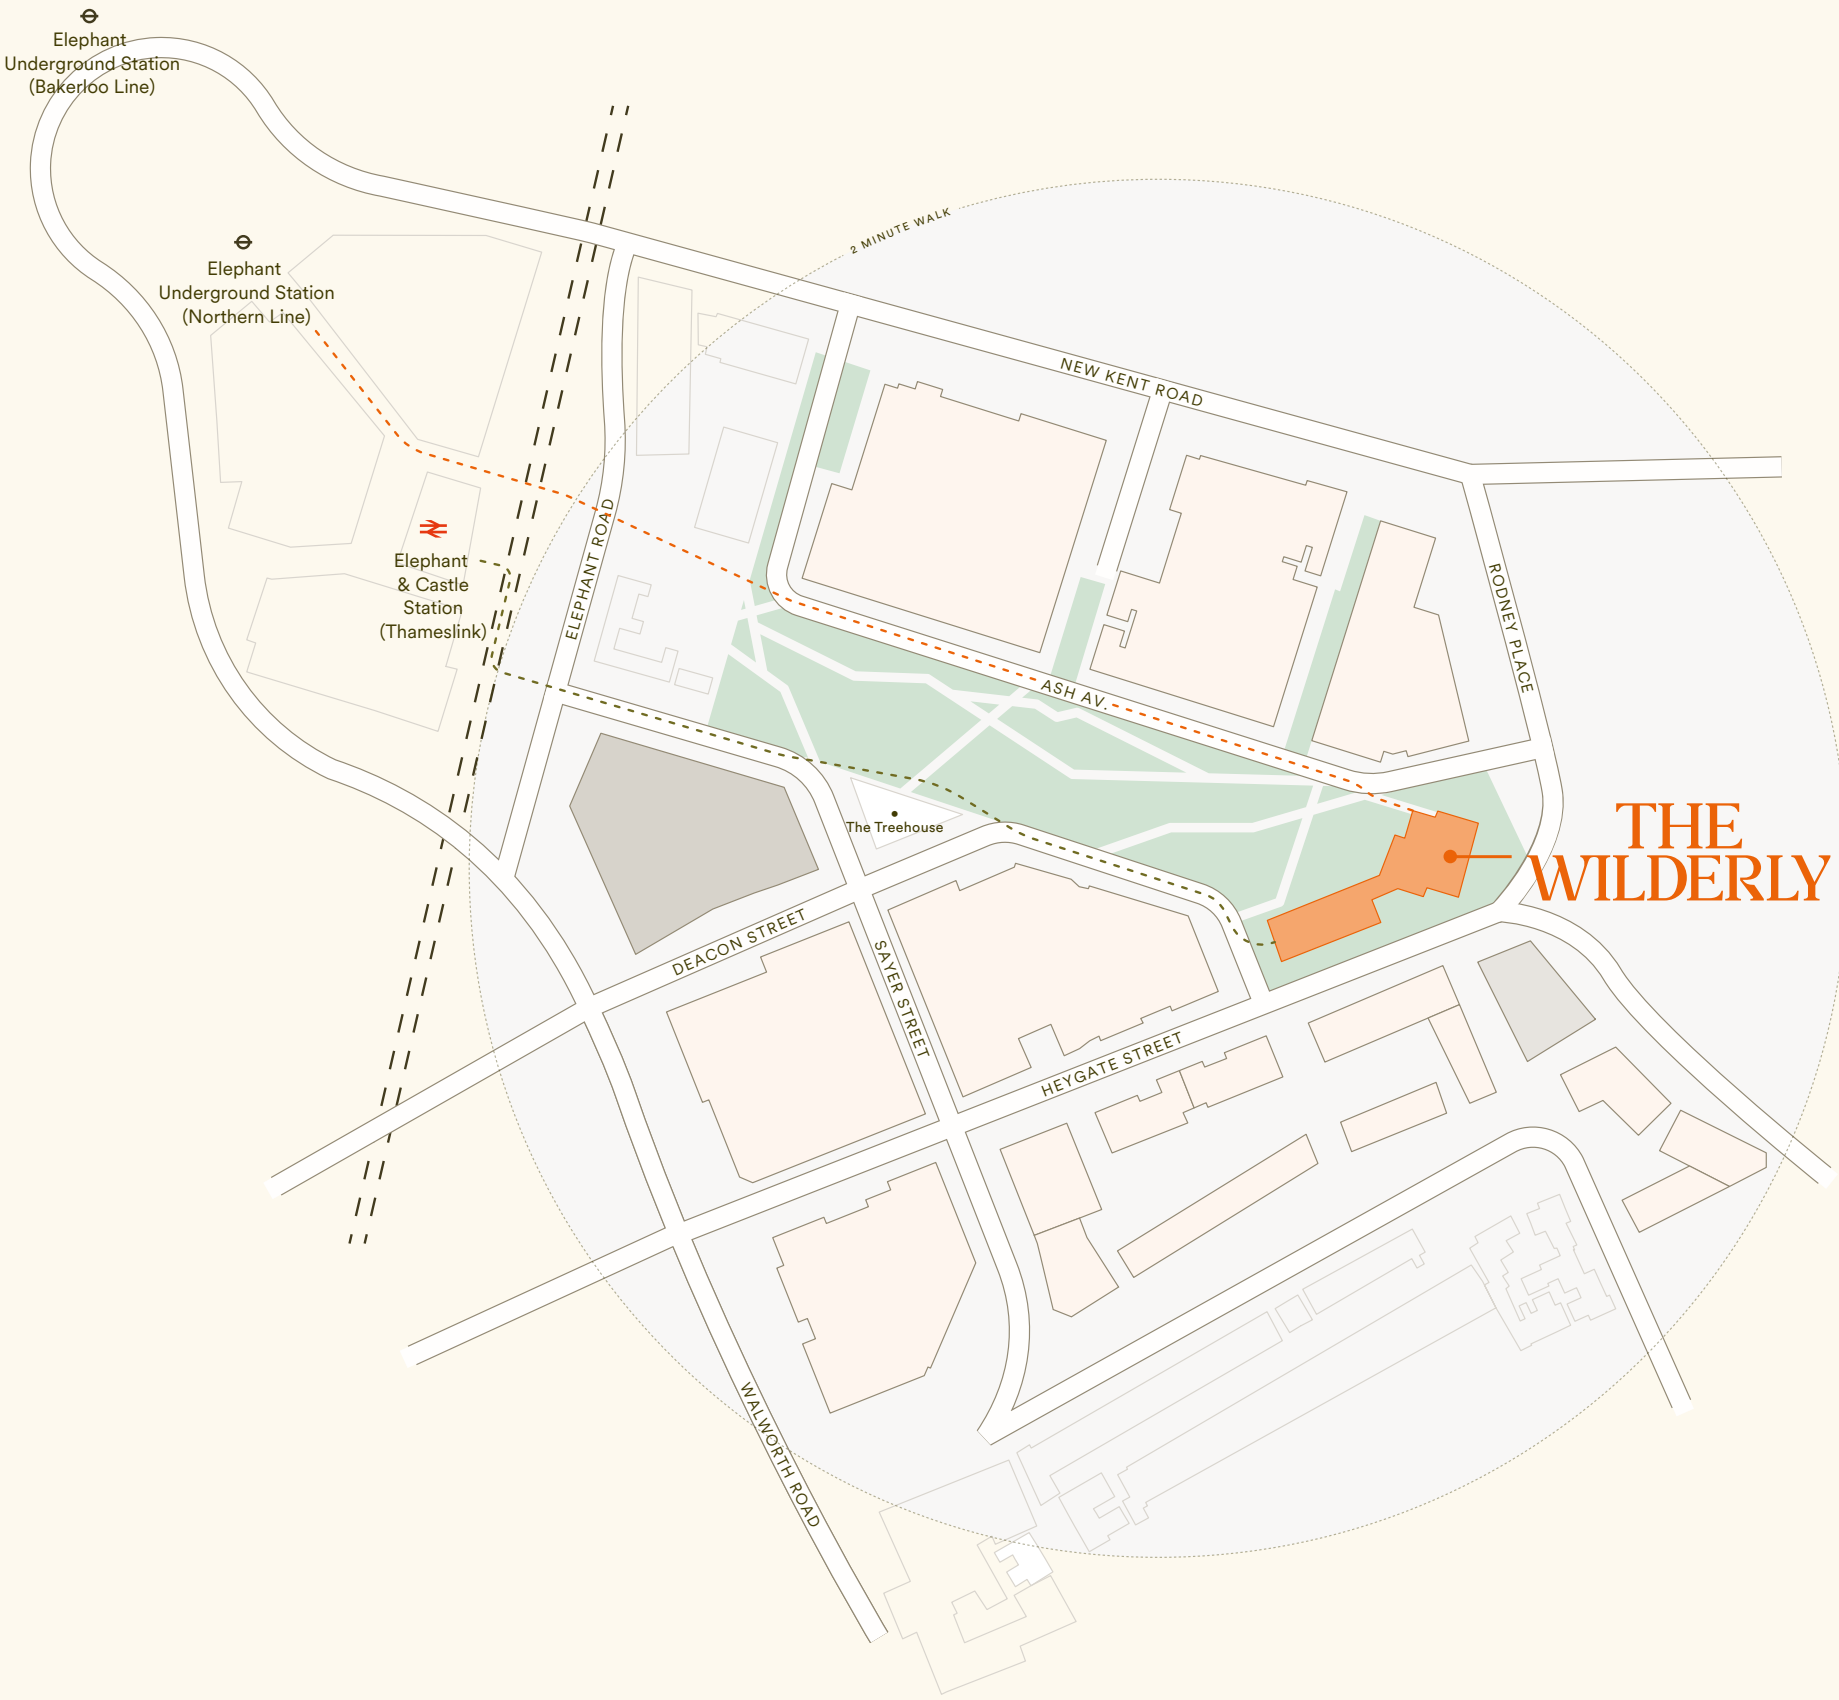 Elephant
Underground Station
(Bakerloo Line)
2 MINUTE WALK
Elephant
Underground Station
(Northern Line)
NEW KENT ROAD
ELEPHANT ROAD
Elephant
& Castle
Station
(Thameslink)
RODNEY PLACE
ASH AV.
The Treehouse
THE
WILDERLY
DEACON STREET
SAYER STREET
HEYGATE STREET
WALWORTH ROAD